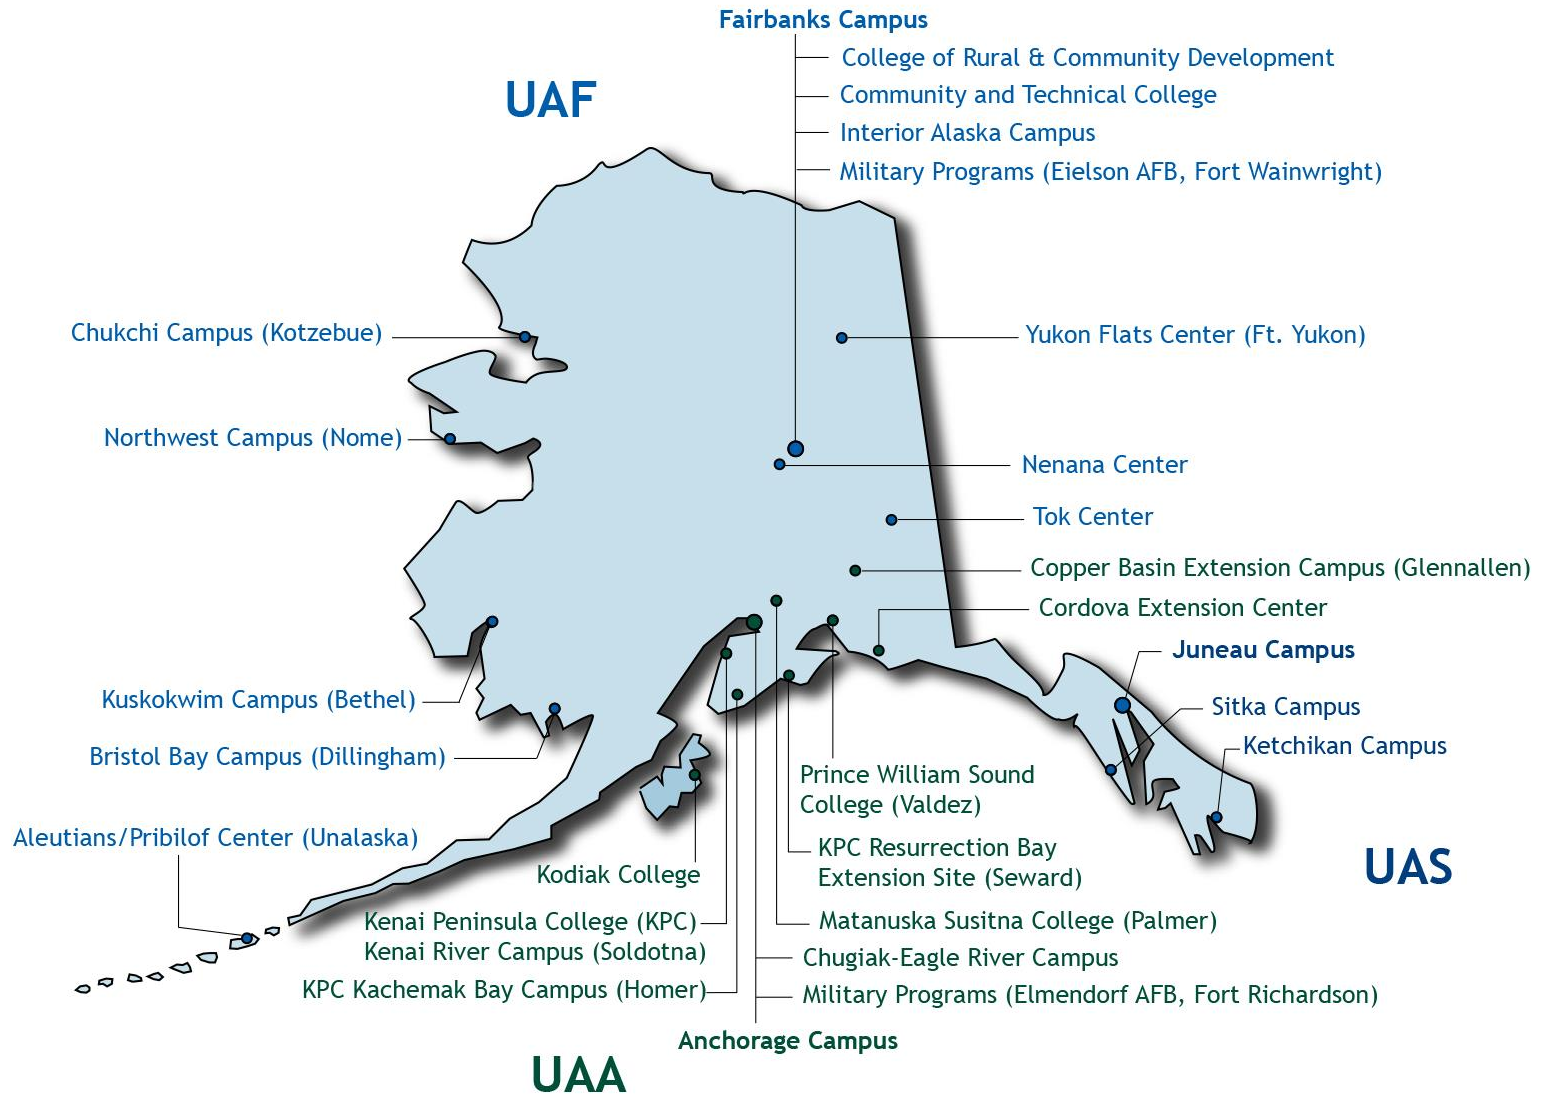 Fairbanks Campus
College of Rural & Community Development
UAF
Community and Technical College
Interior Alaska Campus
Military Programs (Eielson AFB, Fort Wainwright)
Chukchi Campus (Kotzebue)
Yukon Flats Center (Ft. Yukon)
Northwest Campus (Nome)
Nenana Center
Tok Center
Copper Basin Extension Campus (Glennallen)
Cordova Extension Center
Juneau Campus
Kuskokwim Campus (Bethel)
Sitka Campus
Ketchikan Campus
Bristol Bay Campus (Dillingham)
Prince William Sound
College (Valdez)
Aleutians/Pribilof Center (Unalaska)
KPC Resurrection Bay
Extension Site (Seward)
UAS
Kodiak College
Kenai Peninsula College (KPC)
Kenai River Campus (Soldotna)
Matanuska Susitna College (Palmer)
Chugiak-Eagle River Campus
KPC Kachemak Bay Campus (Homer)
Military Programs (Elmendorf AFB, Fort Richardson)
Anchorage Campus
UAA